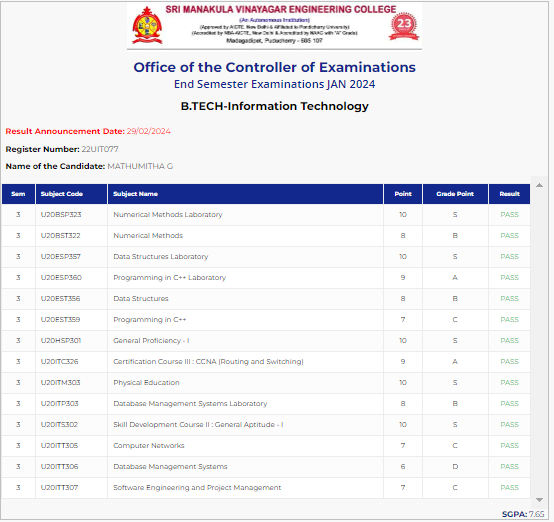 SRI MANAKULA VINAYAGAR ENGINEERING COLLEGE
(An Autonomous Institution)
(Approved by AICTE, New Delhi & Affiliated to Pondicherry University)
(Accredited by NBA-AICTE, New Delhi & Accredited by NAAC with "A" Grade)
Madagadipet, Puducherry - 605 107
23
Office of the Controller of Examinations
End Semester Examinations JAN 2024
B.TECH-Information Technology
Result Announcement Date: 29/02/2024
Register Number: 22UIT077
Name of the Candidate: MATHUMITHA G
Sem Subject Code Subject Name Point Grade Point Result
3 U20BSP323 Numerical Methods Laboratory 10 S PASS
3 U20BST322 Numerical Methods 8 B PASS
3 U20ESP357 Data Structures Laboratory 10 S PASS
3 U20ESP360 Programming in C++ Laboratory 9 A PASS
3 U20EST356 Data Structures 8 B PASS
3 U20EST359 Programming in C++ 7 C PASS
3 U20HSP301 General Proficiency - I 10 S PASS
3 U20ITC326 Certification Course III : CCNA (Routing and Switching) 9 A PASS
3 U20ITM303 Physical Education 10 S PASS
3 U20ITP303 Database Management Systems Laboratory 8 B PASS
3 U20ITS302 Skill Development Course II : General Aptitude - I 10 S PASS
3 U20ITT305 Computer Networks 7 C PASS
3 U20ITT306 Database Management Systems 6 D PASS
3 U20ITT307 Software Engineering and Project Management 7 C PASS
SGPA: 7.65